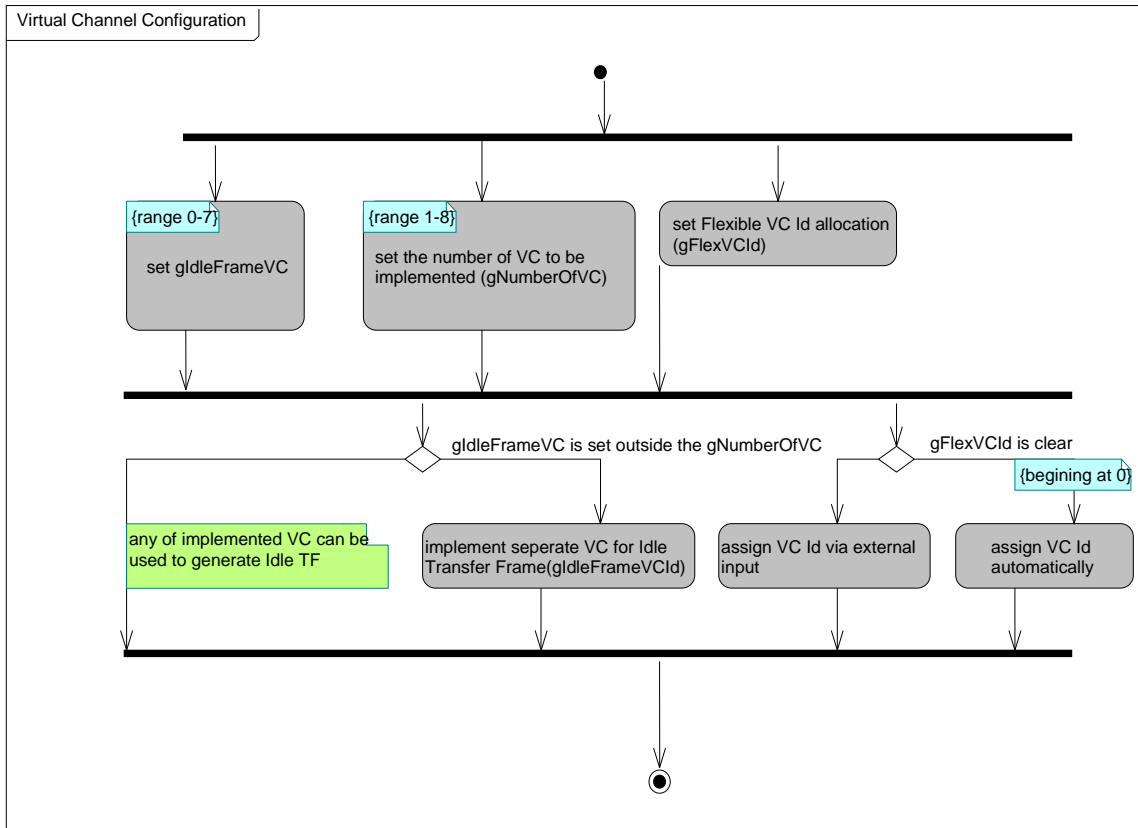 Virtual Channel Configuration
{range 0-7}
set gIdleFrameVC
{range 1-8}
set the number of VC to be
implemented (gNumberOfVC)
set Flexible VC Id allocation
(gFlexVCId)
gIdleFrameVC is set outside the gNumberOfVC
gFlexVCId is clear
{begining at 0}
any of implemented VC can be
used to generate Idle TF
implement seperate VC for Idle
Transfer Frame(gIdleFrameVCId)
assign VC Id via external
input
assign VC Id
automatically